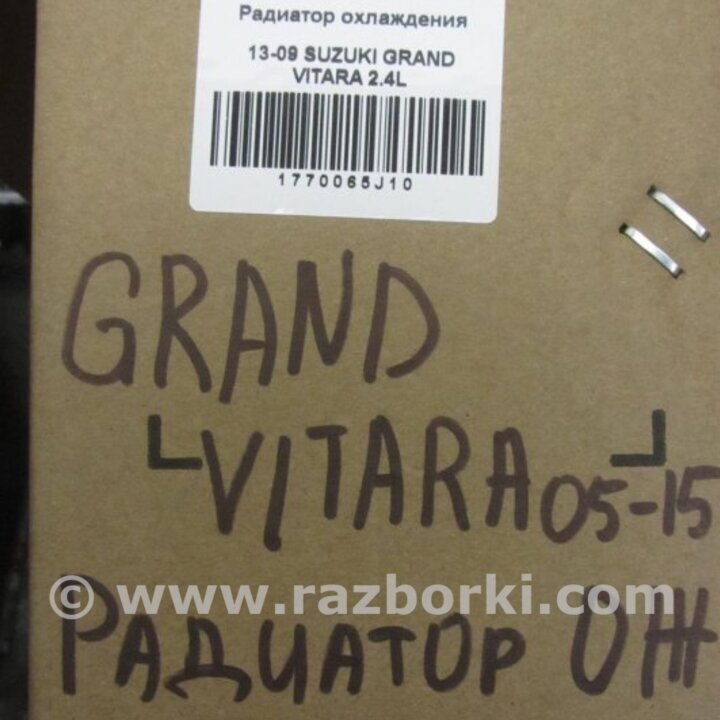 Радиатор охлаждения
13-09 SUZUKI GRAND
VITARA 2.4L
1770065J10
GRAND
VITARA 05-15
© www.razborki.com
РАДИАТОР ОЖ